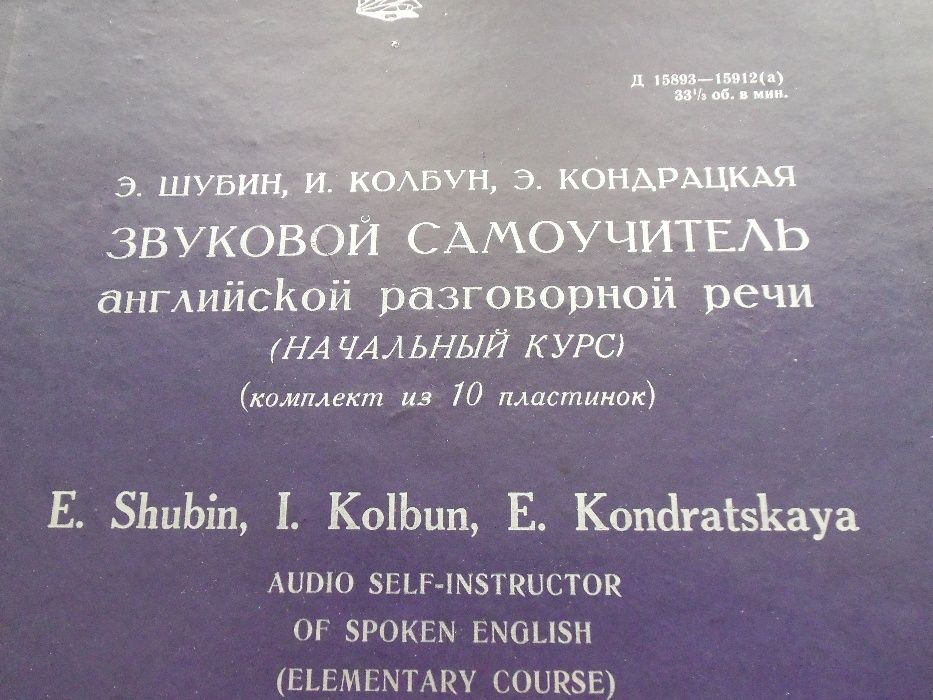 Д 15893—15912(а)
33⅓ об. в мин.
Э. ШУБИН, И. КОЛБУН, Э. КОНДРАЦКАЯ
ЗВУКОВОЙ САМОУЧИТЕЛЬ
английской разговорной речи
(НАЧАЛЬНЫЙ КУРС)
(комплект из 10 пластинок)
E. Shubin, I. Kolbun, E. Kondratskaya
AUDIO SELF-INSTRUCTOR
OF SPOKEN ENGLISH
(ELEMENTARY COURSE)